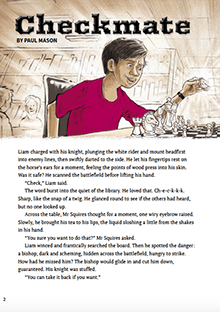 Checkmate
BY PAUL MASON
Liam charged with his knight, plunging the white rider and mount headfirst
into enemy lines, then swiftly darted to the side. He let his fingertips rest on
the horse's ears for a moment, feeling the points of wood press into his skin.
Was it safe? He scanned the battlefield before lifting his hand.
"Check," Liam said.
The word burst into the quiet of the library. He loved that. Ch-e-c-k-k-k.
Sharp, like the snap of a twig. He glanced round to see if the others had heard,
but no one looked up.
Across the table, Mr Squires thought for a moment, one wiry eyebrow raised.
Slowly, he brought his tea to his lips, the liquid sloshing a little from the shakes
in his hand.
"You sure you want to do that?" Mr Squires asked.
Liam winced and frantically searched the board. Then he spotted the danger:
a bishop, dark and scheming, hidden across the battlefield, hungry to strike.
How had he missed him? The bishop would glide in and cut him down,
guaranteed. His knight was stuffed.
"You can take it back if you want."
2